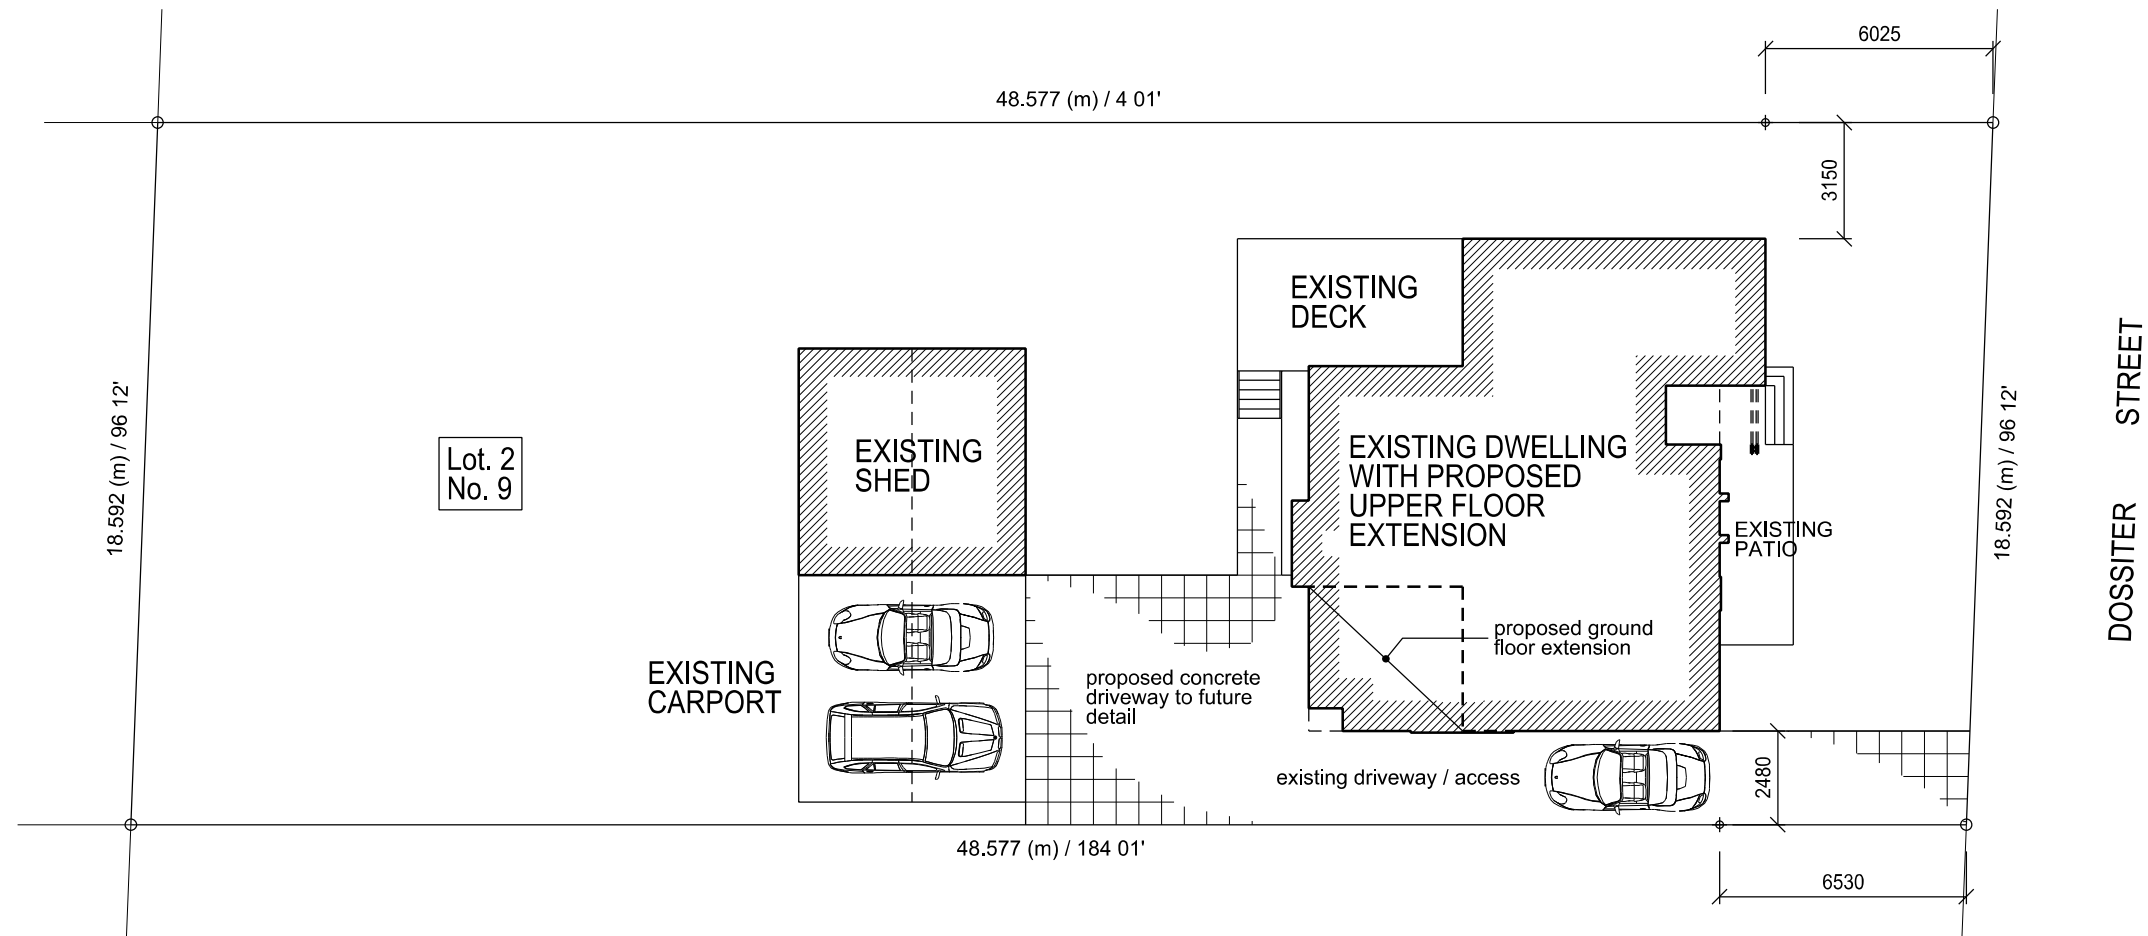 6025
48.577 (m) / 4 01'
3150
EXISTING
DECK
STREET
18.592 (m) / 96 12'
18.592 (m) / 96 12'
Lot. 2
No. 9
EXISTING
SHED
EXISTING DWELLING
WITH PROPOSED
UPPER FLOOR
EXTENSION
EXISTING
PATIO
DOSSITER
proposed ground
floor extension
EXISTING
CARPORT
proposed concrete
driveway to future
detail
existing driveway / access
2480
48.577 (m) / 184 01'
6530